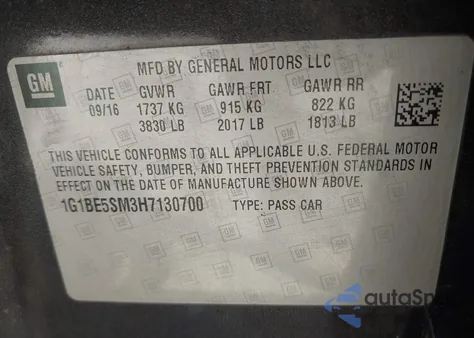 MFD BY GENERAL MOTORS LLC
GM
DATE GVWR GAWR FRT GAWR RR
09/16 1737 KG 915 KG 822 KG
3830 LB 2017 LB 1813 LB
THIS VEHICLE CONFORMS TO ALL APPLICABLE U.S. FEDERAL MOTOR
VEHICLE SAFETY, BUMPER, AND THEFT PREVENTION STANDARDS IN
EFFECT ON THE DATE OF MANUFACTURE SHOWN ABOVE.
1G1BE5SM3H7130700 TYPE: PASS CAR